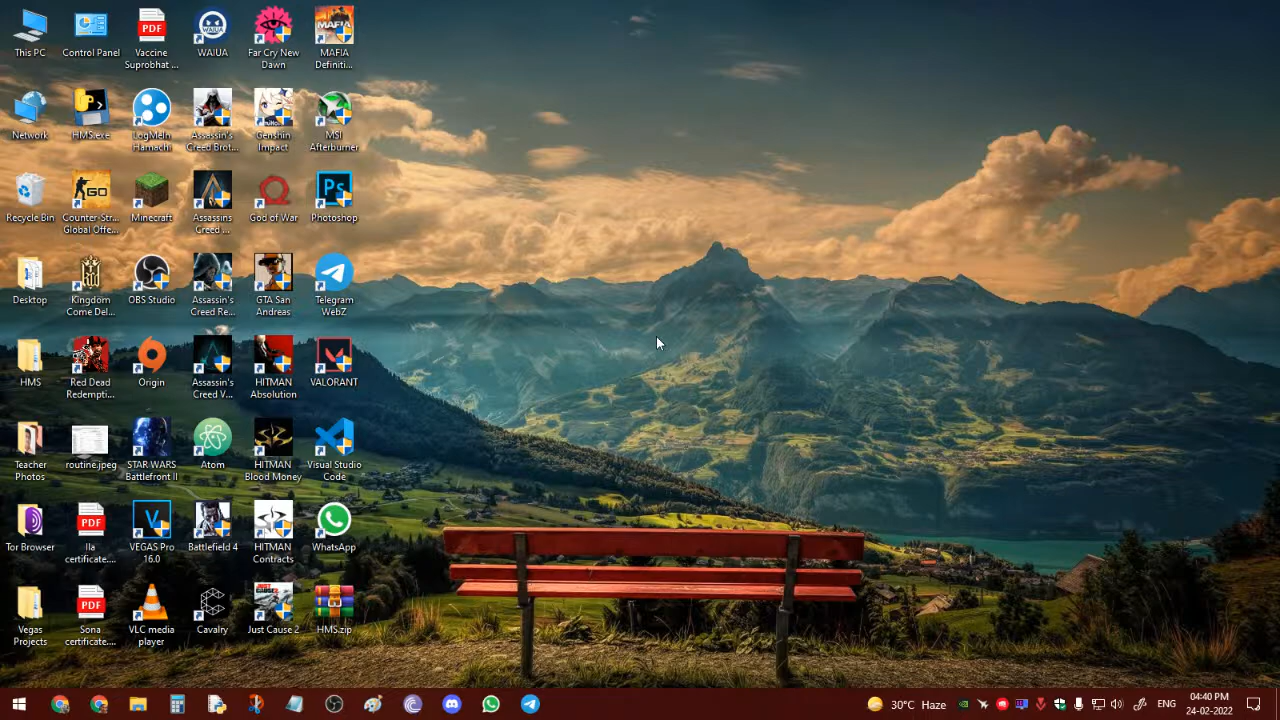 This PC
Control Panel
Vaccine
Suprobhat ...
WAIUA
Far Cry New
Dawn
MAFIA
Definiti...
Network
HMS.exe
LogMeIn
Hamachi
Assassin's
Creed Brot...
Genshin
Impact
MSI
Afterburner
Recycle Bin
Counter-Str...
Global Offe...
Minecraft
Assassins
Creed ...
God of War
Photoshop
Desktop
Kingdom
Come Del...
OBS Studio
Assassin's
Creed Re...
GTA San
Andreas
Telegram
WebZ
HMS
Red Dead
Redempti...
Origin
Assassin's
Creed V...
HITMAN
Absolution
VALORANT
Teacher
Photos
routine.jpeg
STAR WARS
Battlefront II
Atom
HITMAN
Blood Money
Visual Studio
Code
Tor Browser
Ila
certificate....
VEGAS Pro
16.0
Battlefield 4
HITMAN
Contracts
WhatsApp
Vegas
Projects
Sona
certificate....
VLC media
player
Cavalry
Just Cause 2
HMS.zip
30°C Haze
ENG
04:40 PM
24-02-2022